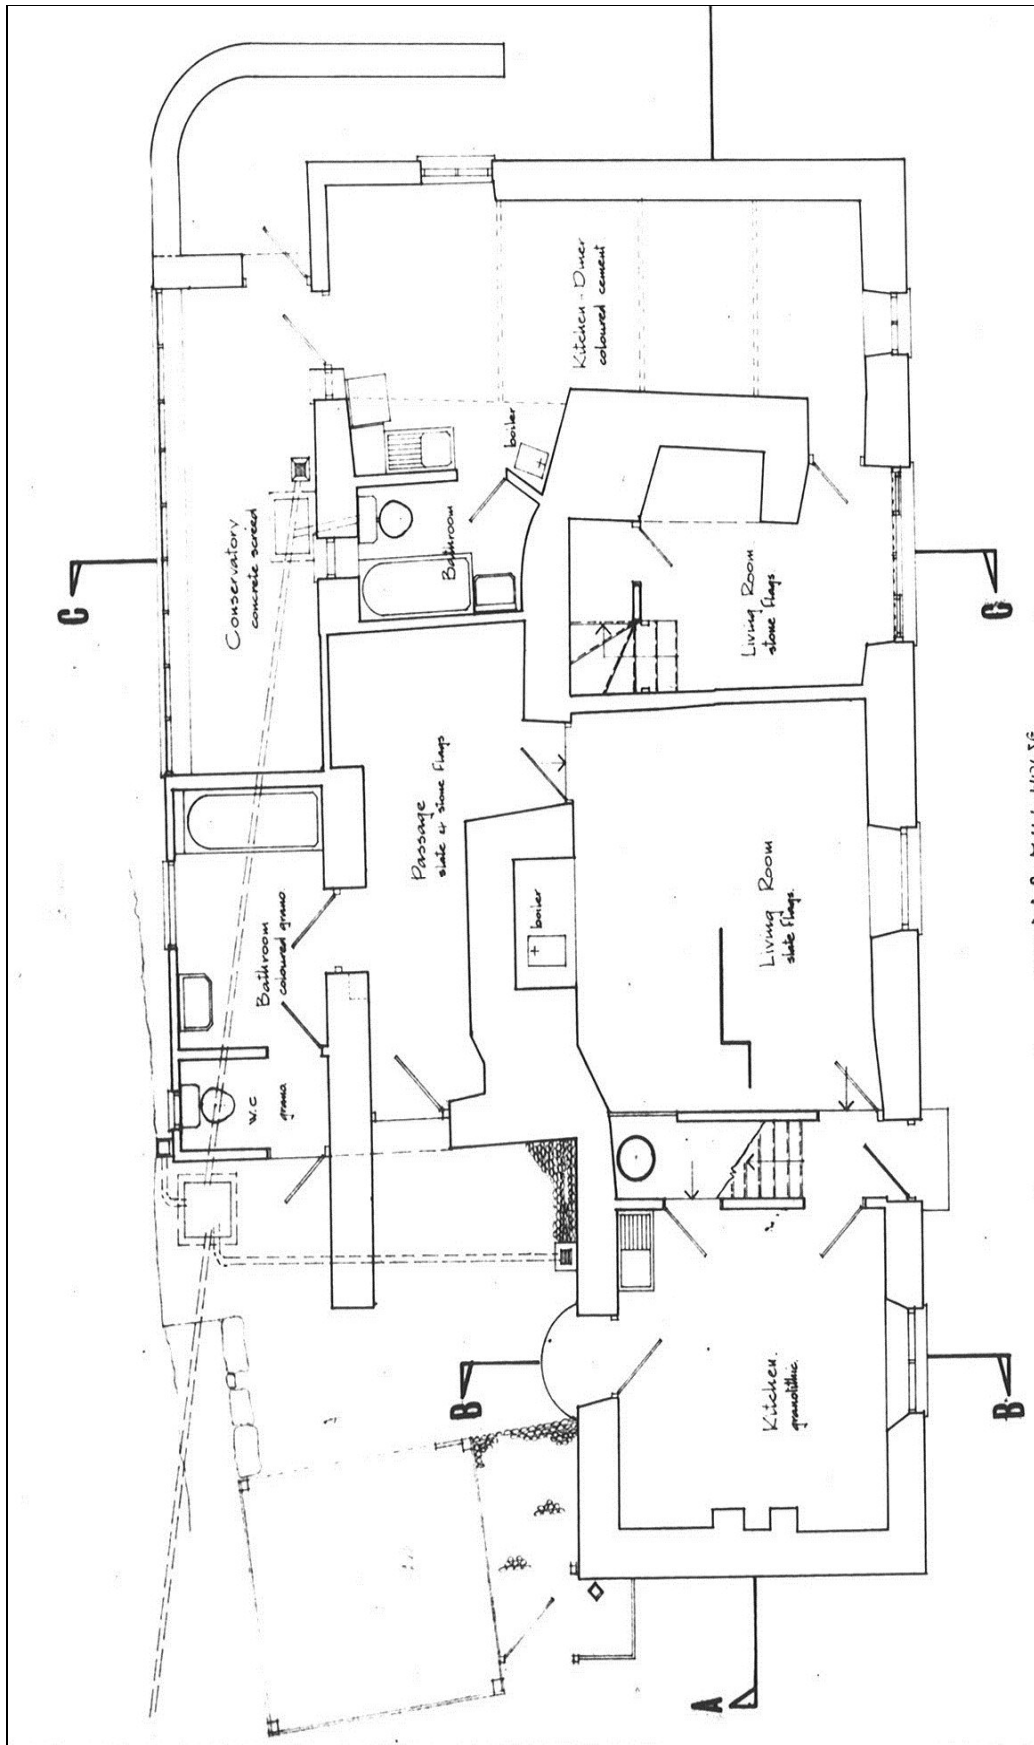 Conservatory
concrete screed
Kitchen - Diner
coloured cement
boiler
Bathroom
Living Room
stone flags
C
C
Passage
slate & stone flags
boiler
Living Room
slate flags.
Bathroom
coloured grano
W.C
grano
Kitchen.
granolithic.
B
B
A